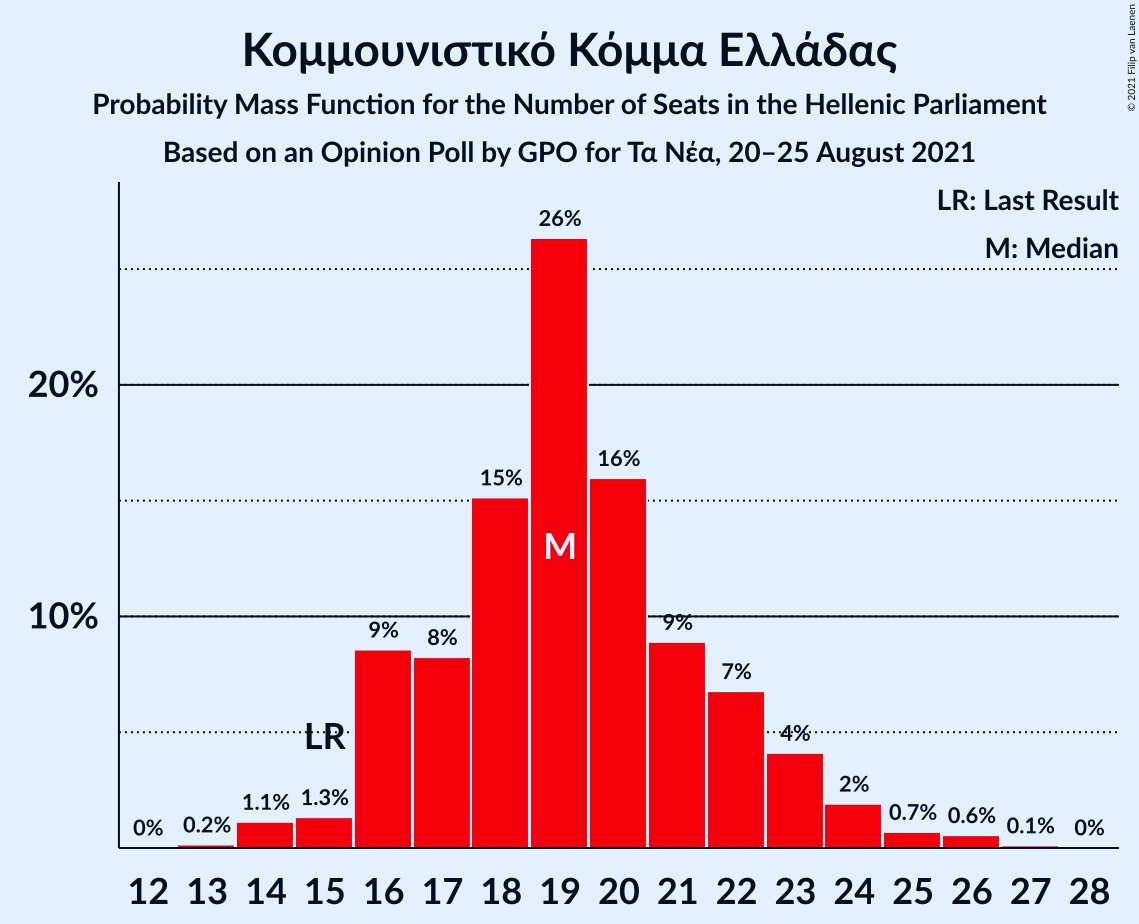 Κομμουνιστικό Κόμμα Ελλάδας
Probability Mass Function for the Number of Seats in the Hellenic Parliament
Based on an Opinion Poll by GPO for Τα Νέα, 20–25 August 2021
© 2021 Filip van Laenen
LR: Last Result
M: Median
26%
20%
16%
15%
M
10%
9%
9%
8%
7%
LR
4%
2%
1.3%
1.1%
0.7%
0.6%
0% 0.2% 0.1% 0%
12 13 14 15 16 17 18 19 20 21 22 23 24 25 26 27 28